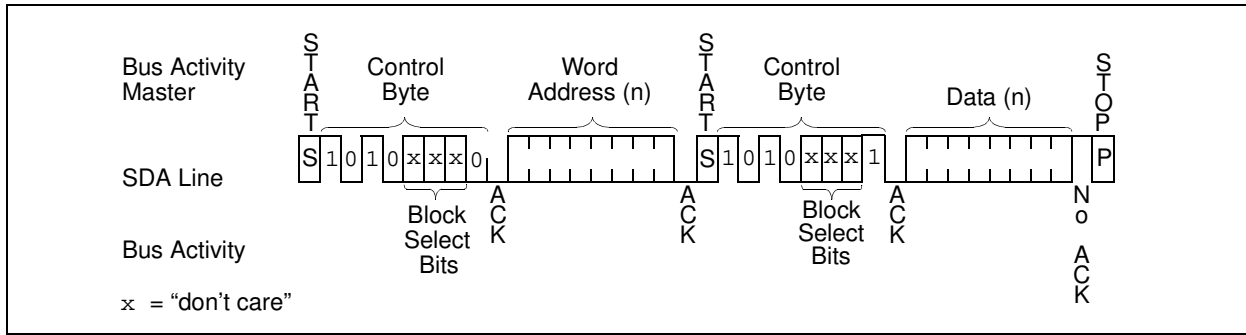 START
START
STOP
Bus Activity
Master
Control
Byte
Word
Address (n)
Control
Byte
Data (n)
SDA Line
S 1 0 1 0 x x x 0
S 1 0 1 0 x x x 1
P
ACK
ACK
ACK
No ACK
Block
Select
Bits
Block
Select
Bits
Bus Activity
x = “don’t care”